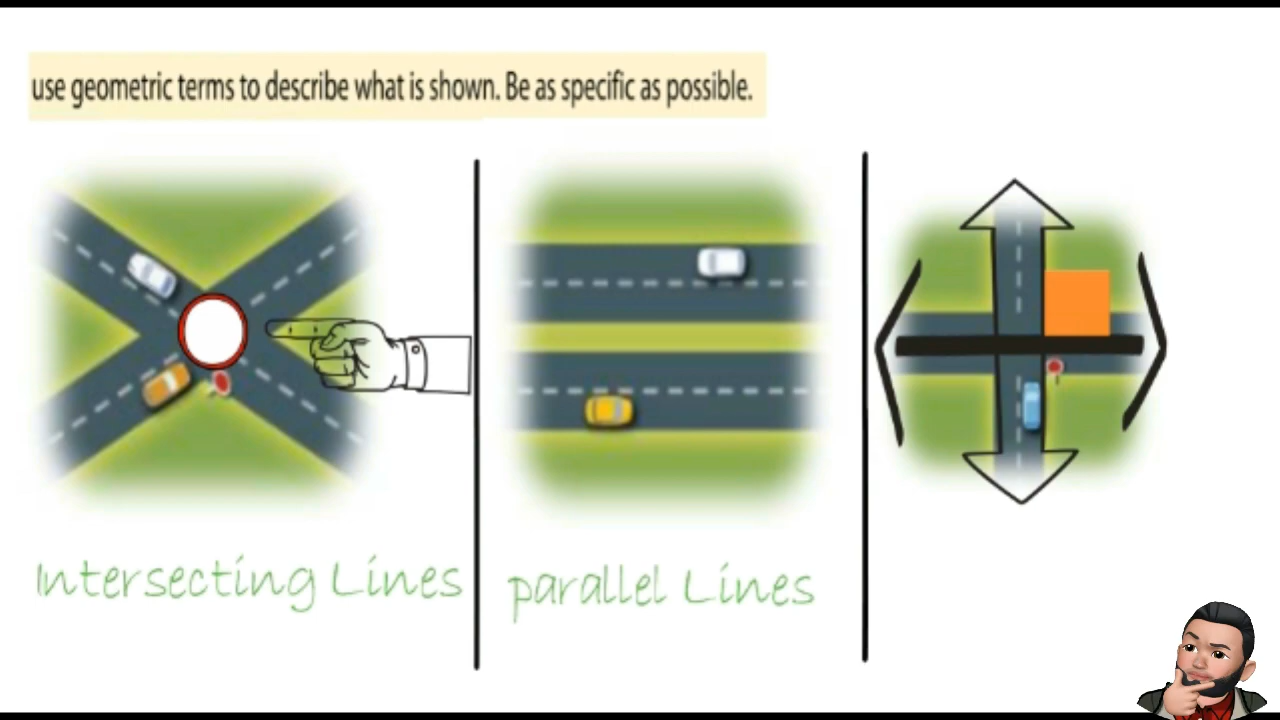 use geometric terms to describe what is shown. Be as specific as possible.
Intersecting Lines
parallel Lines